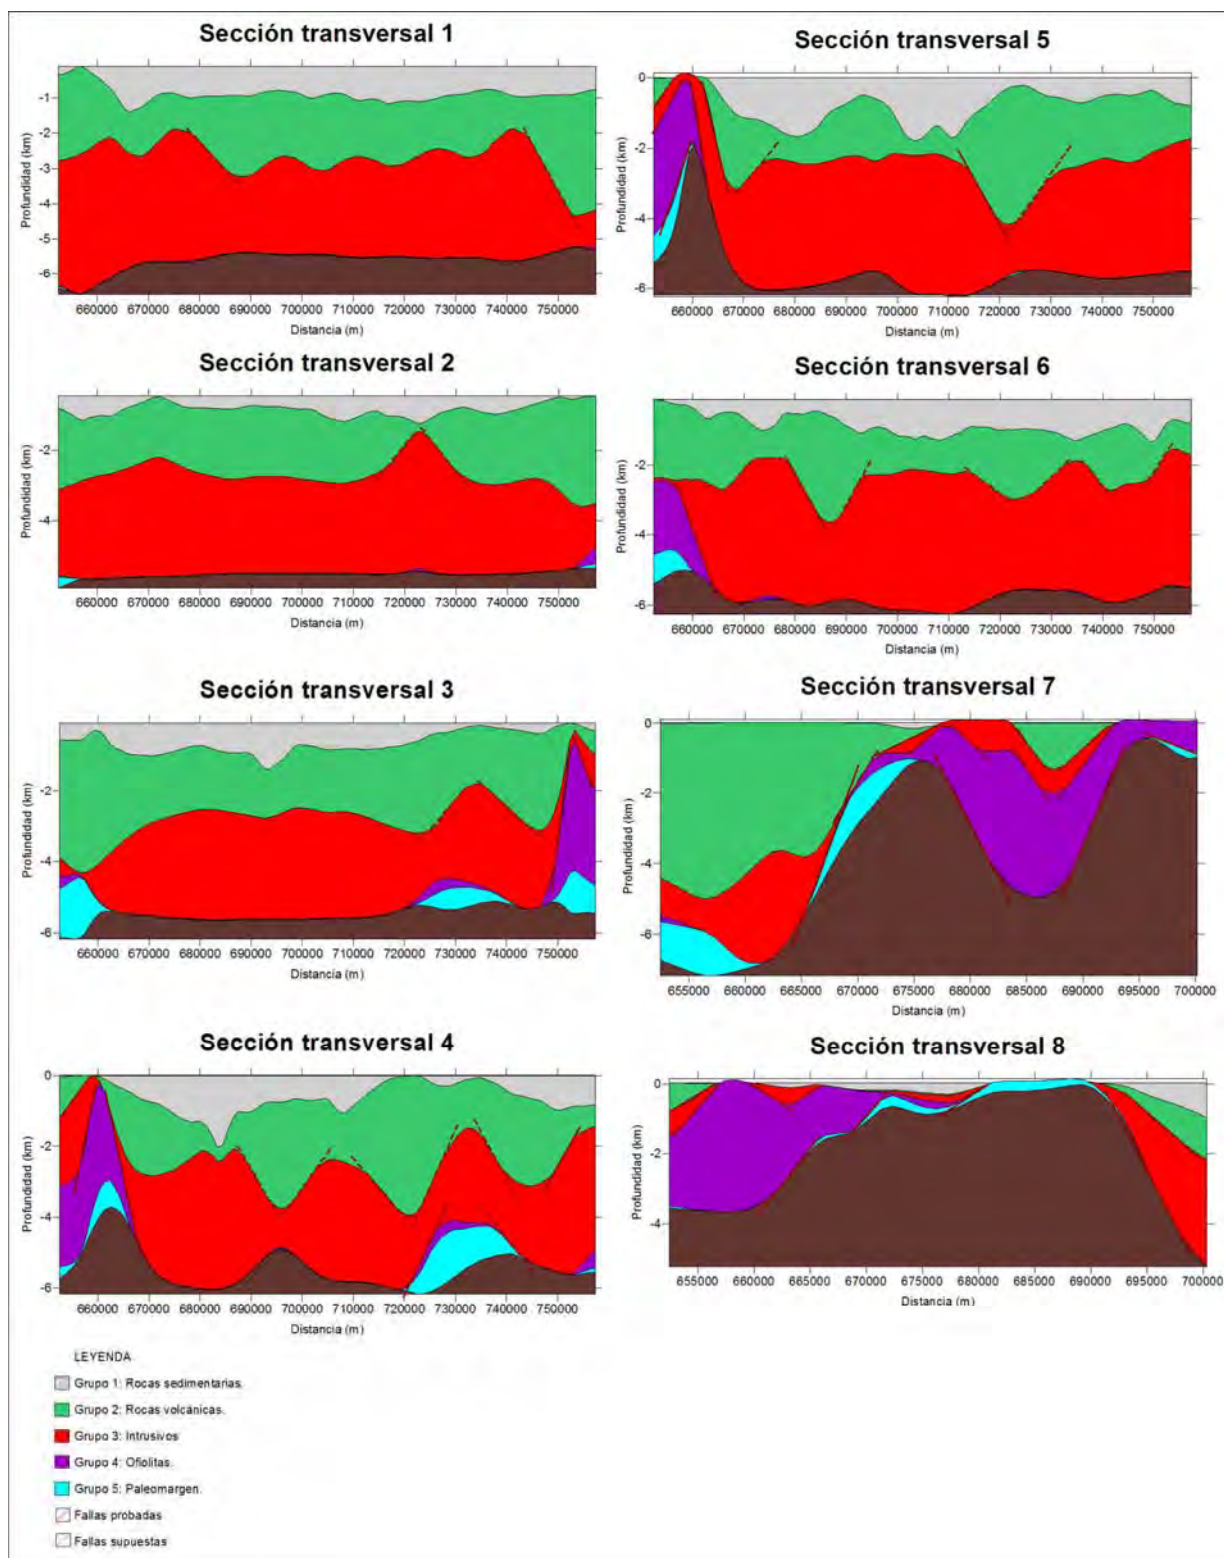 Sección transversal 1
-1
-2
-3
-4
-5
-6
Profundidad (km)
660000 670000 680000 690000 700000 710000 720000 730000 740000 750000
Distancia (m)
Sección transversal 2
-2
-4
Profundidad (km)
660000 670000 680000 690000 700000 710000 720000 730000 740000 750000
Distancia (m)
Sección transversal 3
-2
-4
-6
Profundidad (km)
660000 670000 680000 690000 700000 710000 720000 730000 740000 750000
Distancia (m)
Sección transversal 4
0
-2
-4
-6
Profundidad (km)
660000 670000 680000 690000 700000 710000 720000 730000 740000 750000
Distancia (m)
Sección transversal 5
0
-2
-4
-6
Profundidad (km)
660000 670000 680000 690000 700000 710000 720000 730000 740000 750000
Distancia (m)
Sección transversal 6
-2
-4
-6
Profundidad (km)
660000 670000 680000 690000 700000 710000 720000 730000 740000 750000
Distancia (m)
Sección transversal 7
0
-2
-4
-6
Profundidad (km)
655000 660000 665000 670000 675000 680000 685000 690000 695000 700000
Distancia (m)
Sección transversal 8
0
-2
-4
Profundidad (km)
655000 660000 665000 670000 675000 680000 685000 690000 695000 700000
Distancia (m)
LEYENDA
Grupo 1: Rocas sedimentarias.
Grupo 2: Rocas volcánicas.
Grupo 3: Intrusivos
Grupo 4: Ofiolitas.
Grupo 5: Paleomargen.
Fallas probadas
Fallas supuestas